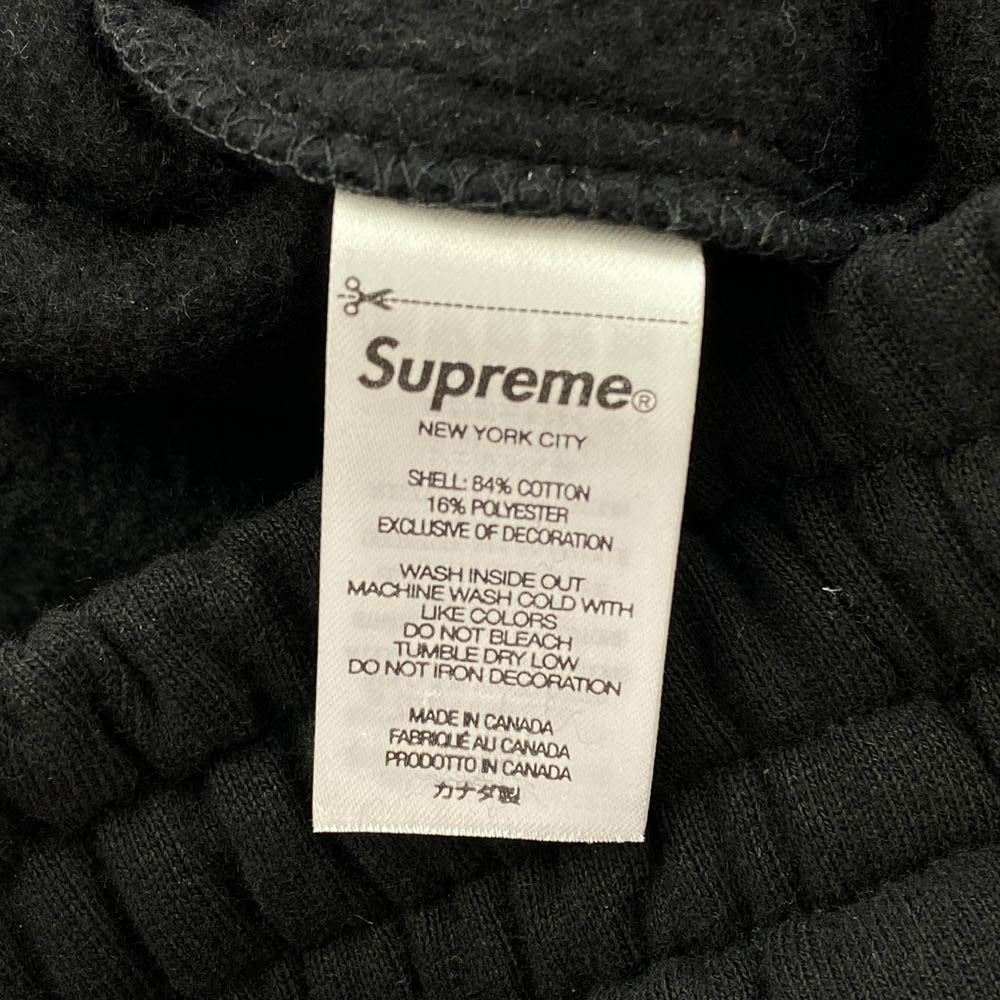 Supreme®
NEW YORK CITY
SHELL: 84% COTTON
16% POLYESTER
EXCLUSIVE OF DECORATION
WASH INSIDE OUT
MACHINE WASH COLD WITH
LIKE COLORS
DO NOT BLEACH
TUMBLE DRY LOW
DO NOT IRON DECORATION
MADE IN CANADA
FABRIQUÉ AU CANADA
PRODOTTO IN CANADA
カナダ製